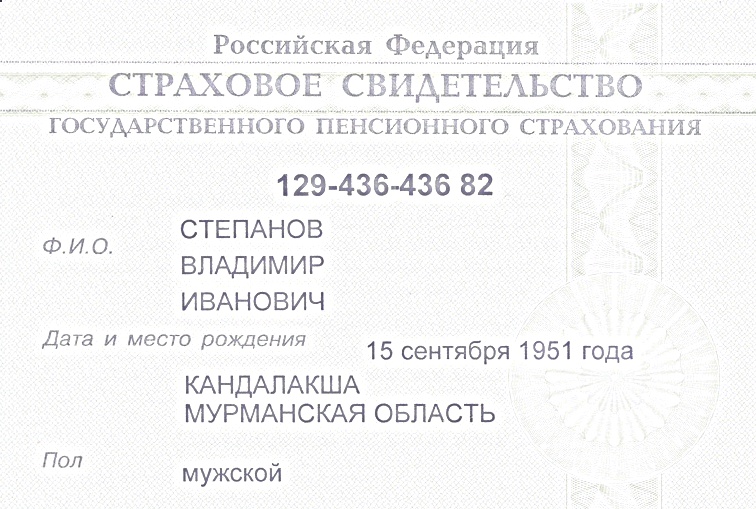 Российская Федерация
СТРАХОВОЕ СВИДЕТЕЛЬСТВО
ГОСУДАРСТВЕННОГО ПЕНСИОННОГО СТРАХОВАНИЯ
129-436-436 82
Ф.И.О.
СТЕПАНОВ
ВЛАДИМИР
ИВАНОВИЧ
Дата и место рождения
15 сентября 1951 года
КАНДАЛАКША
МУРМАНСКАЯ ОБЛАСТЬ
Пол
мужской